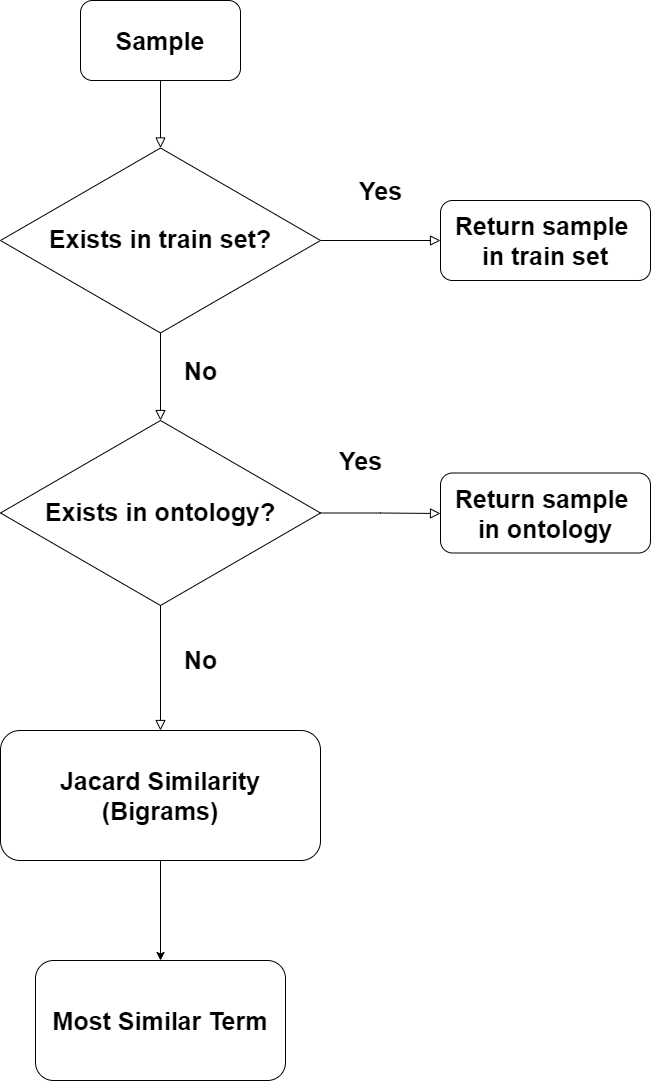 Sample
Yes
Exists in train set?
Return sample
in train set
No
Yes
Exists in ontology?
Return sample
in ontology
No
Jacard Similarity
(Bigrams)
Most Similar Term